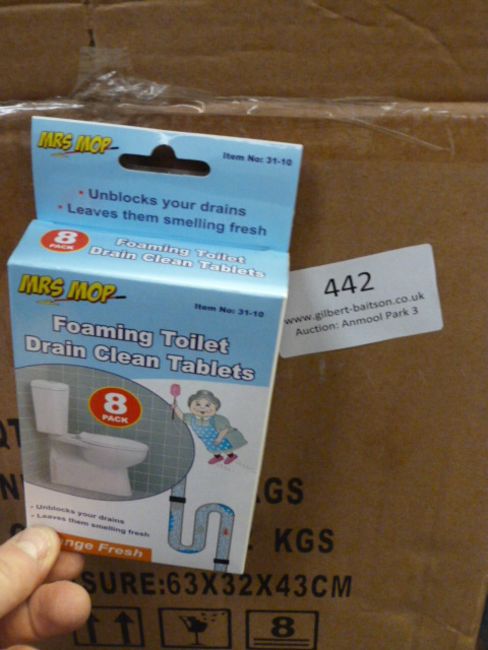 MRS MOP
Item No: 31-10
• Unblocks your drains
• Leaves them smelling fresh
8
PACK
Foaming Toilet
Drain Clean Tablets
MRS MOP
Item No: 31-10
Foaming Toilet
Drain Clean Tablets
8
PACK
- Unblocks your drains
- Leaves them smelling fresh
Fresh
442
www.gilbert-baitson.co.uk
Auction: Anmool Park 3
KGS
SURE:63X32X43CM
8